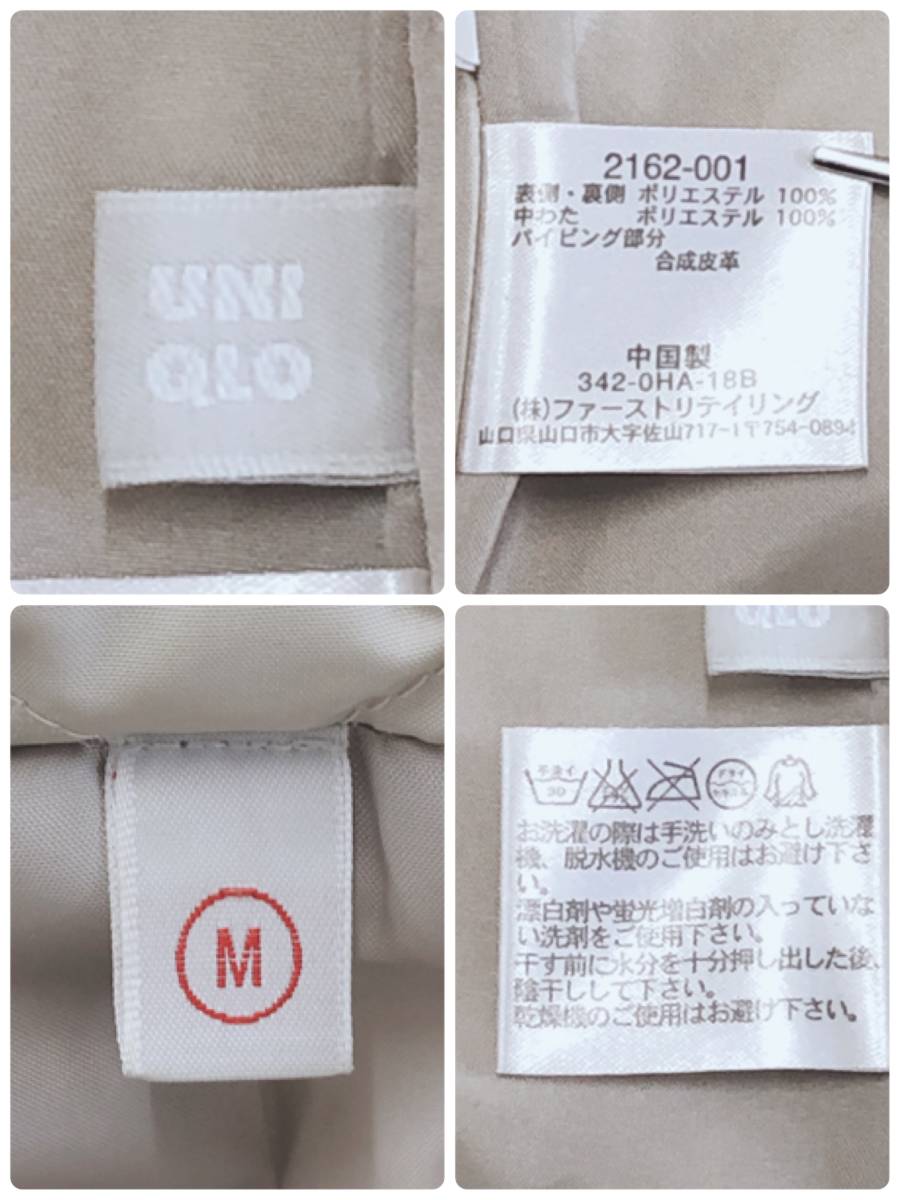 UNI
QLO
2162-001
表側・裏側 ポリエステル 100%
中わた ポリエステル 100%
パイピング部分
合成皮革
中国製
342-0HA-18B
(株)ファーストリテイリング
山口県山口市大字佐山717-1〒754-0894
M
QLO
手洗イ
30
ドライ
お洗濯の際は手洗いのみとし洗濯
機、脱水機のご使用はお避け下さ
い。
漂白剤や蛍光増白剤の入っていな
い洗剤をご使用下さい。
干す前に水分を十分押し出した後、
陰干しして下さい。
乾燥機のご使用はお避け下さい。